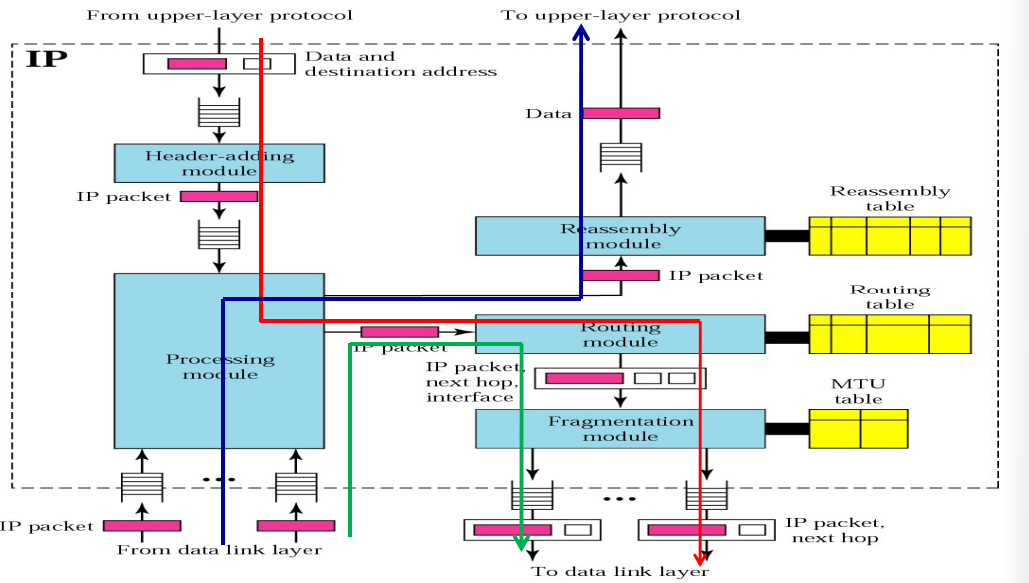 From upper-layer protocol
To upper-layer protocol
IP
Data and
destination address
Data
Header-adding
module
IP packet
Reassembly
table
Reassembly
module
IP packet
Routing
table
Routing
module
IP packet
Processing
module
IP packet,
next hop,
interface
MTU
table
Fragmentation
module
...
...
IP packet
IP packet,
next hop
From data link layer
To data link layer